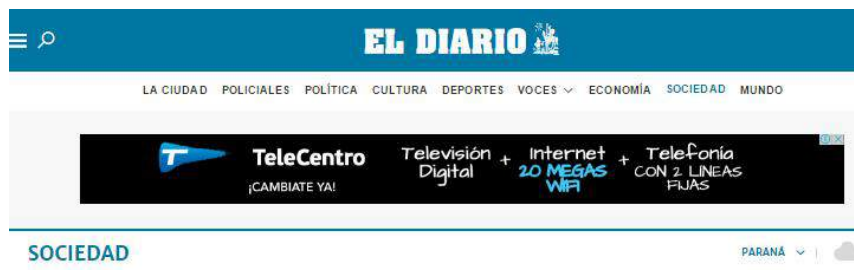 EL DIARIO
LA CIUDAD POLICIALES POLÍTICA CULTURA DEPORTES VOCES ECONOMÍA SOCIEDAD MUNDO
TeleCentro
¡CAMBIATE YA!
Televisión Digital + Internet 20 MEGAS WiFi + Telefonía CON 2 LINEAS FIJAS
SOCIEDAD PARANÁ